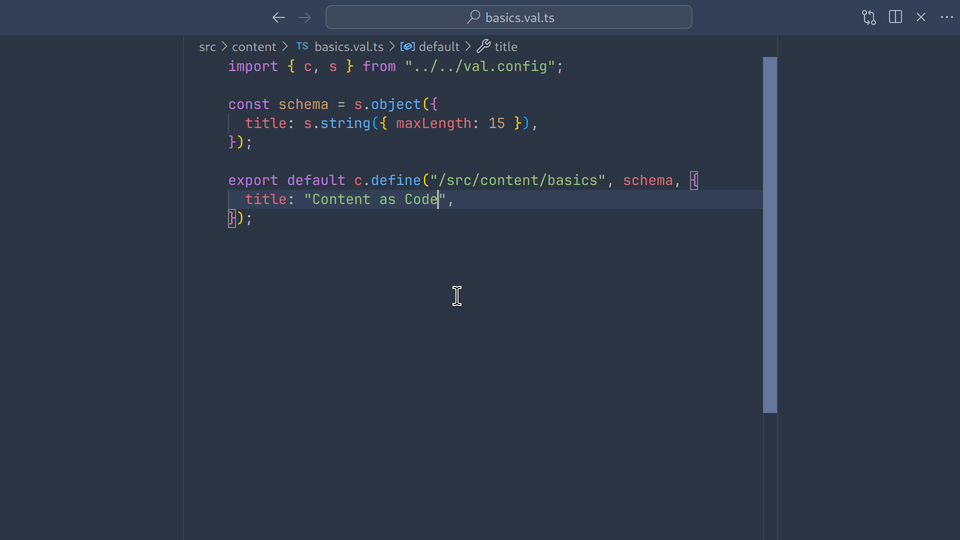 basics.val.ts
src > content > TS basics.val.ts > default > title
import { c, s } from "../../val.config";
const schema = s.object({
title: s.string({ maxLength: 15 }),
});
export default c.define("/src/content/basics", schema, {
title: "Content as Code",
});